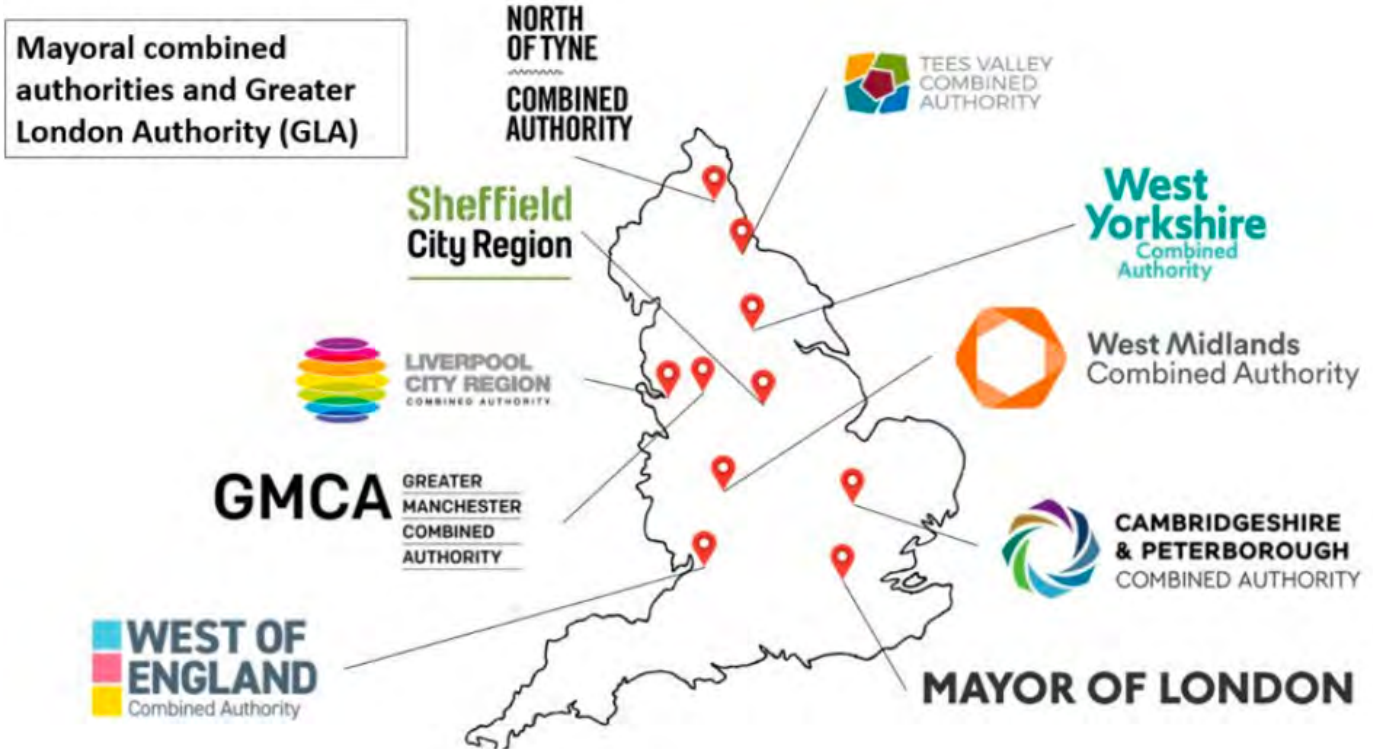 Mayoral combined
authorities and Greater
London Authority (GLA)
NORTH
OF TYNE
COMBINED
AUTHORITY
TEES VALLEY
COMBINED
AUTHORITY
Sheffield
City Region
West
Yorkshire
Combined
Authority
LIVERPOOL
CITY REGION
COMBINED AUTHORITY
West Midlands
Combined Authority
GMCA
GREATER
MANCHESTER
COMBINED
AUTHORITY
CAMBRIDGESHIRE
& PETERBOROUGH
COMBINED AUTHORITY
WEST OF
ENGLAND
Combined Authority
MAYOR OF LONDON